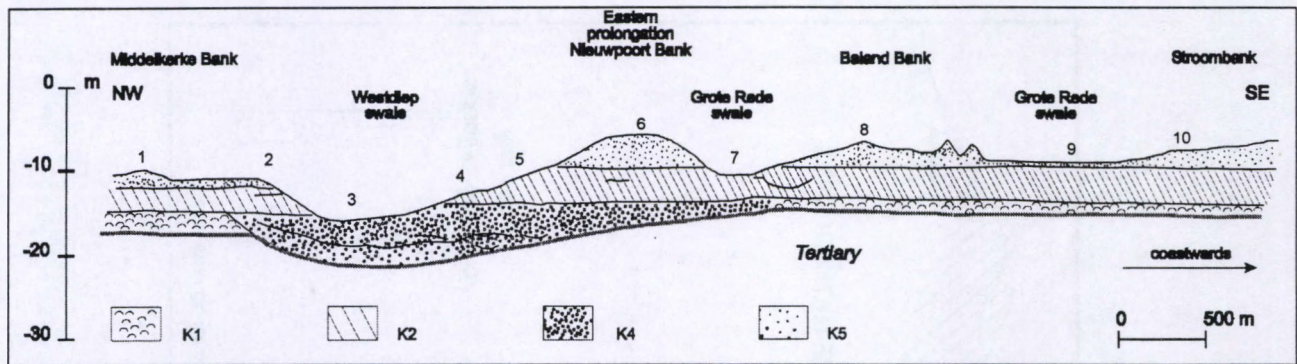 Eastern
prolongation
Nieuwpoort Bank
Middelkerke Bank
Baland Bank
Stroombank
0 m
NW
SE
Westdiep
swale
Grote Rede
swale
Grote Rede
swale
-10
-20
-30
1
2
3
4
5
6
7
8
9
10
Tertiary
coastwards
K1
K2
K4
K5
0 500 m